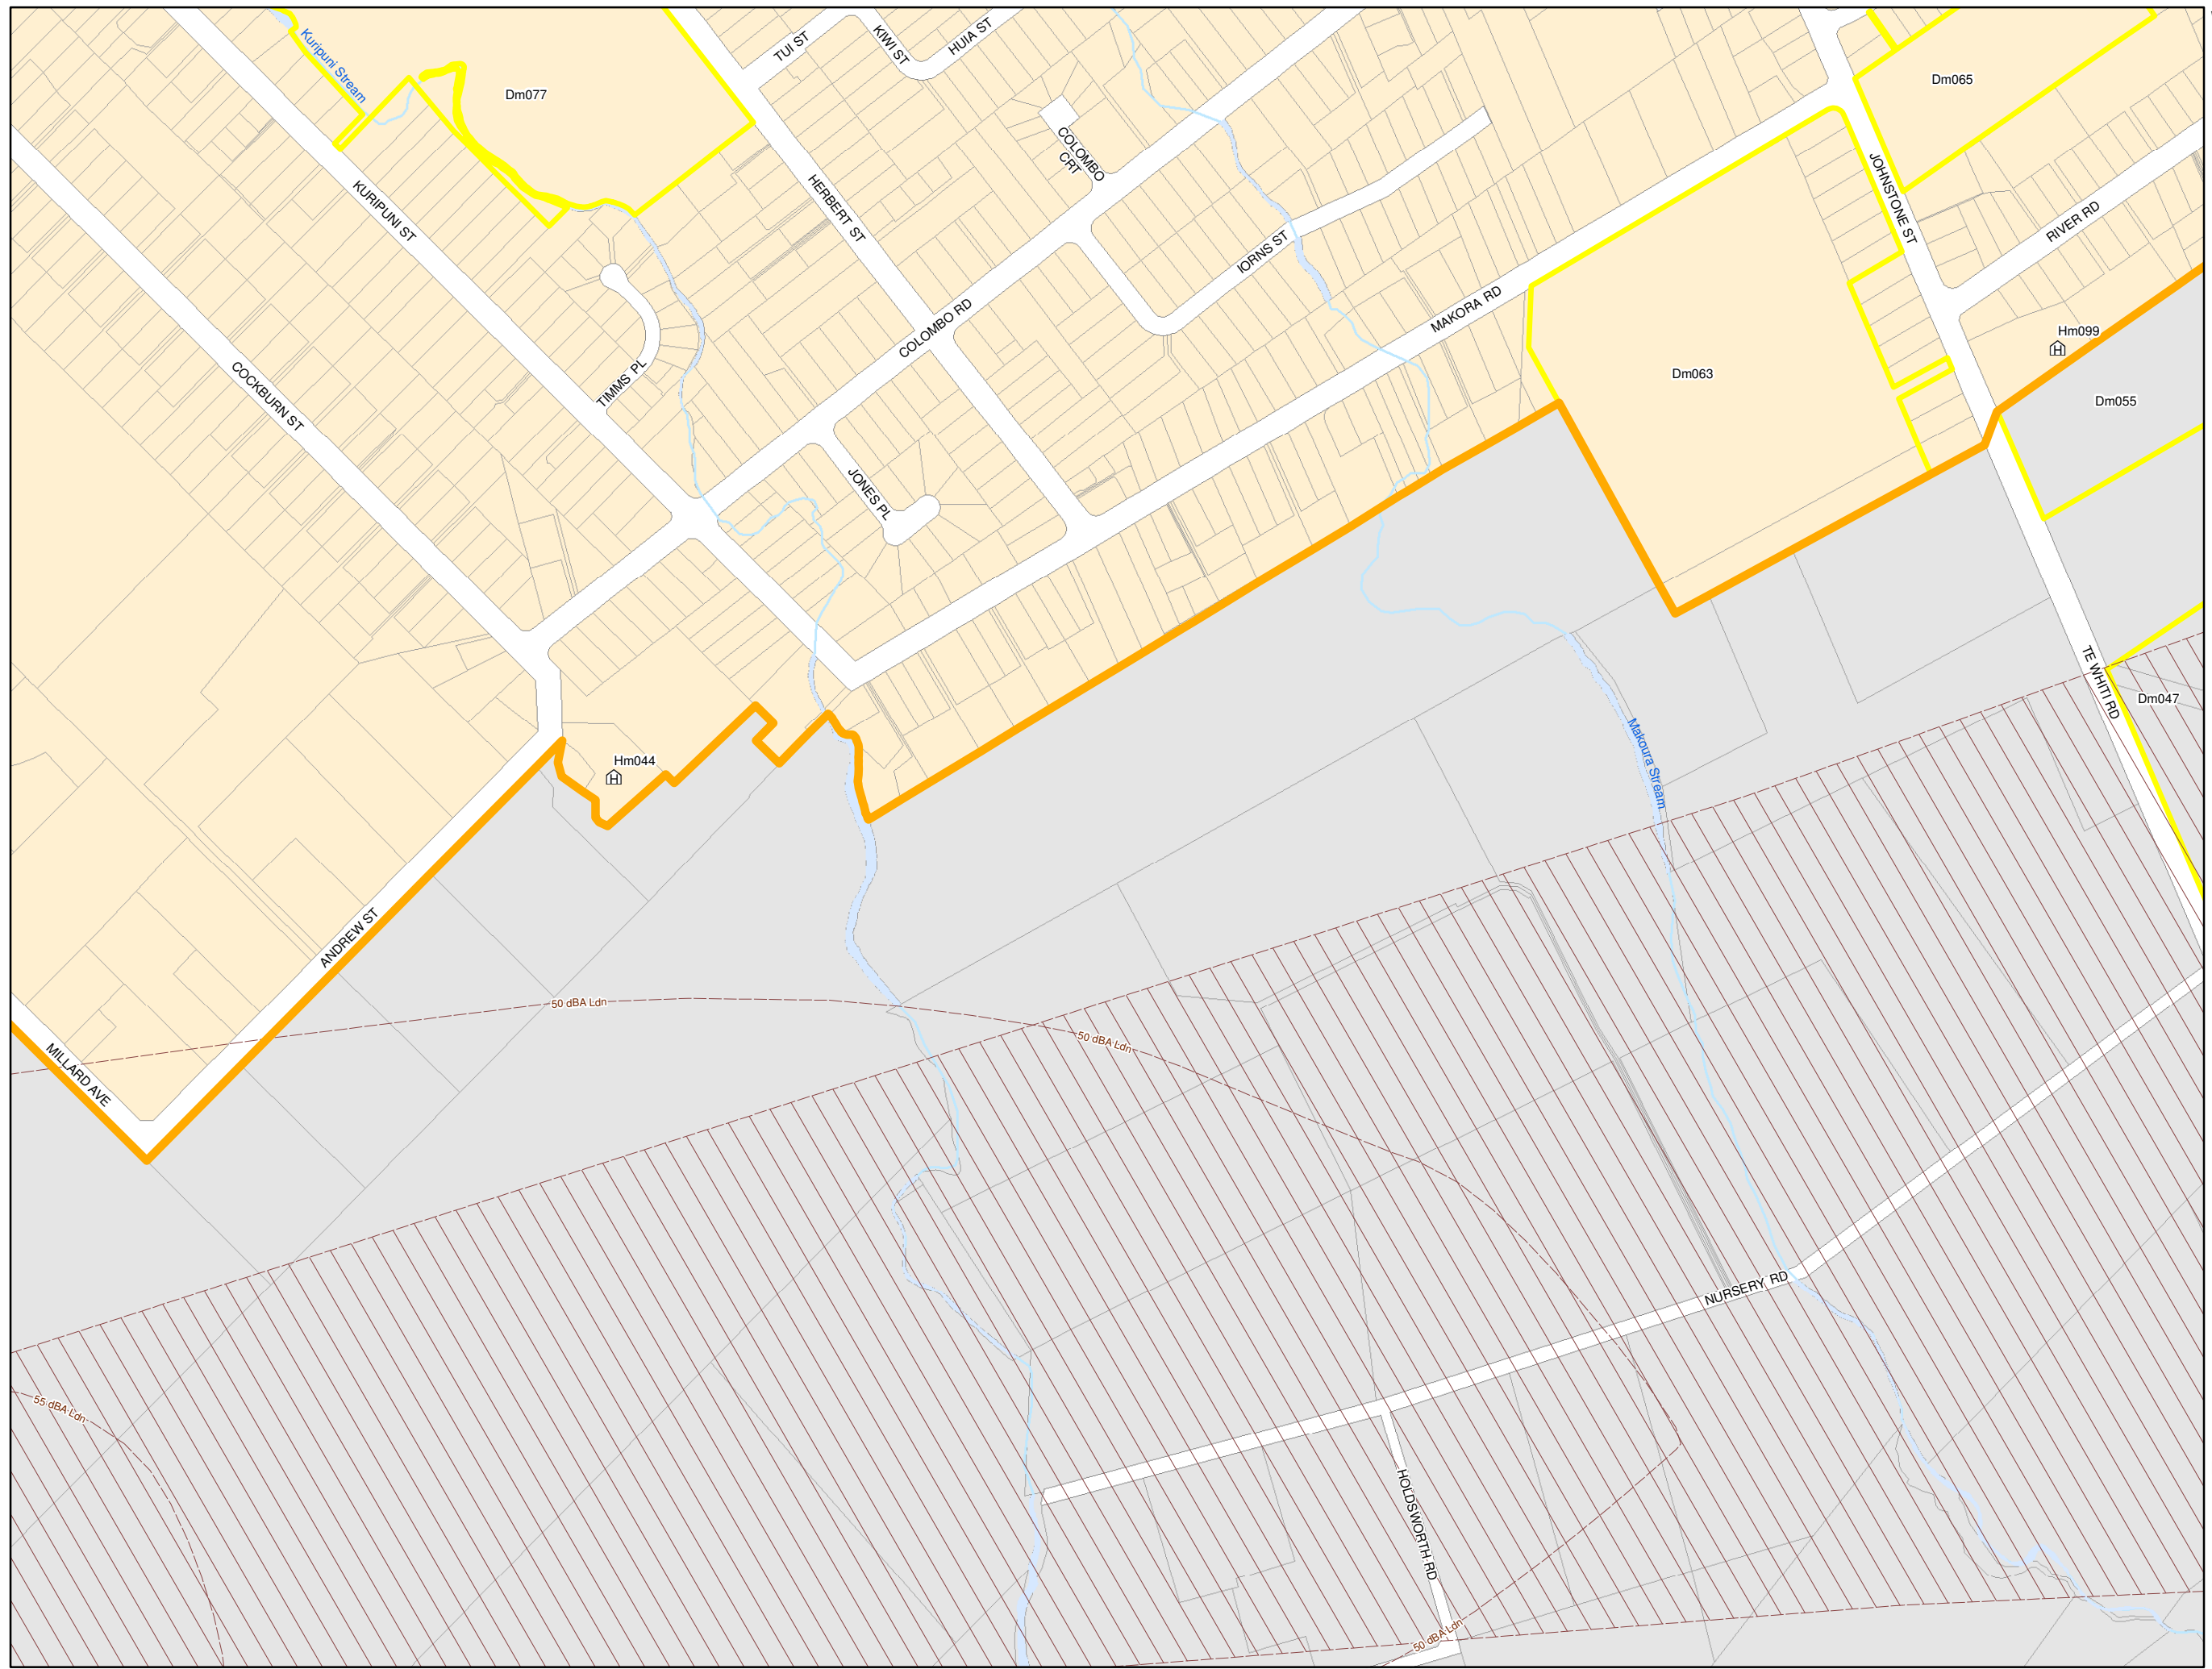 Kuripuni Stream
Dm077
TUI ST
KIWI ST
HUIA ST
Dm065
COLOMBO
CRT
KURIPUNI ST
HERBERT ST
JOHNSTONE ST
RIVER RD
IORNS ST
MAKORA RD
COLOMBO RD
Hm099
H
COCKBURN ST
TIMMS PL
Dm063
Dm055
JONES PL
TE WHITI RD
Dm047
Hm044
H
Makoura Stream
ANDREW ST
50 dBA Ldn
50 dBA Ldn
MILLARD AVE
NURSERY RD
55 dBA Ldn
HOLDSWORTH RD
50 dBA Ldn